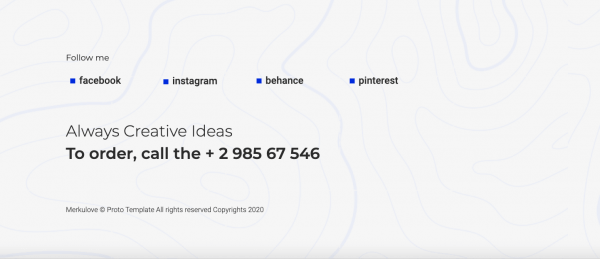 Follow me
facebook instagram behance pinterest
Always Creative Ideas
To order, call the + 2 985 67 546
Merkulove © Proto Template All rights reserved Copyrights 2020